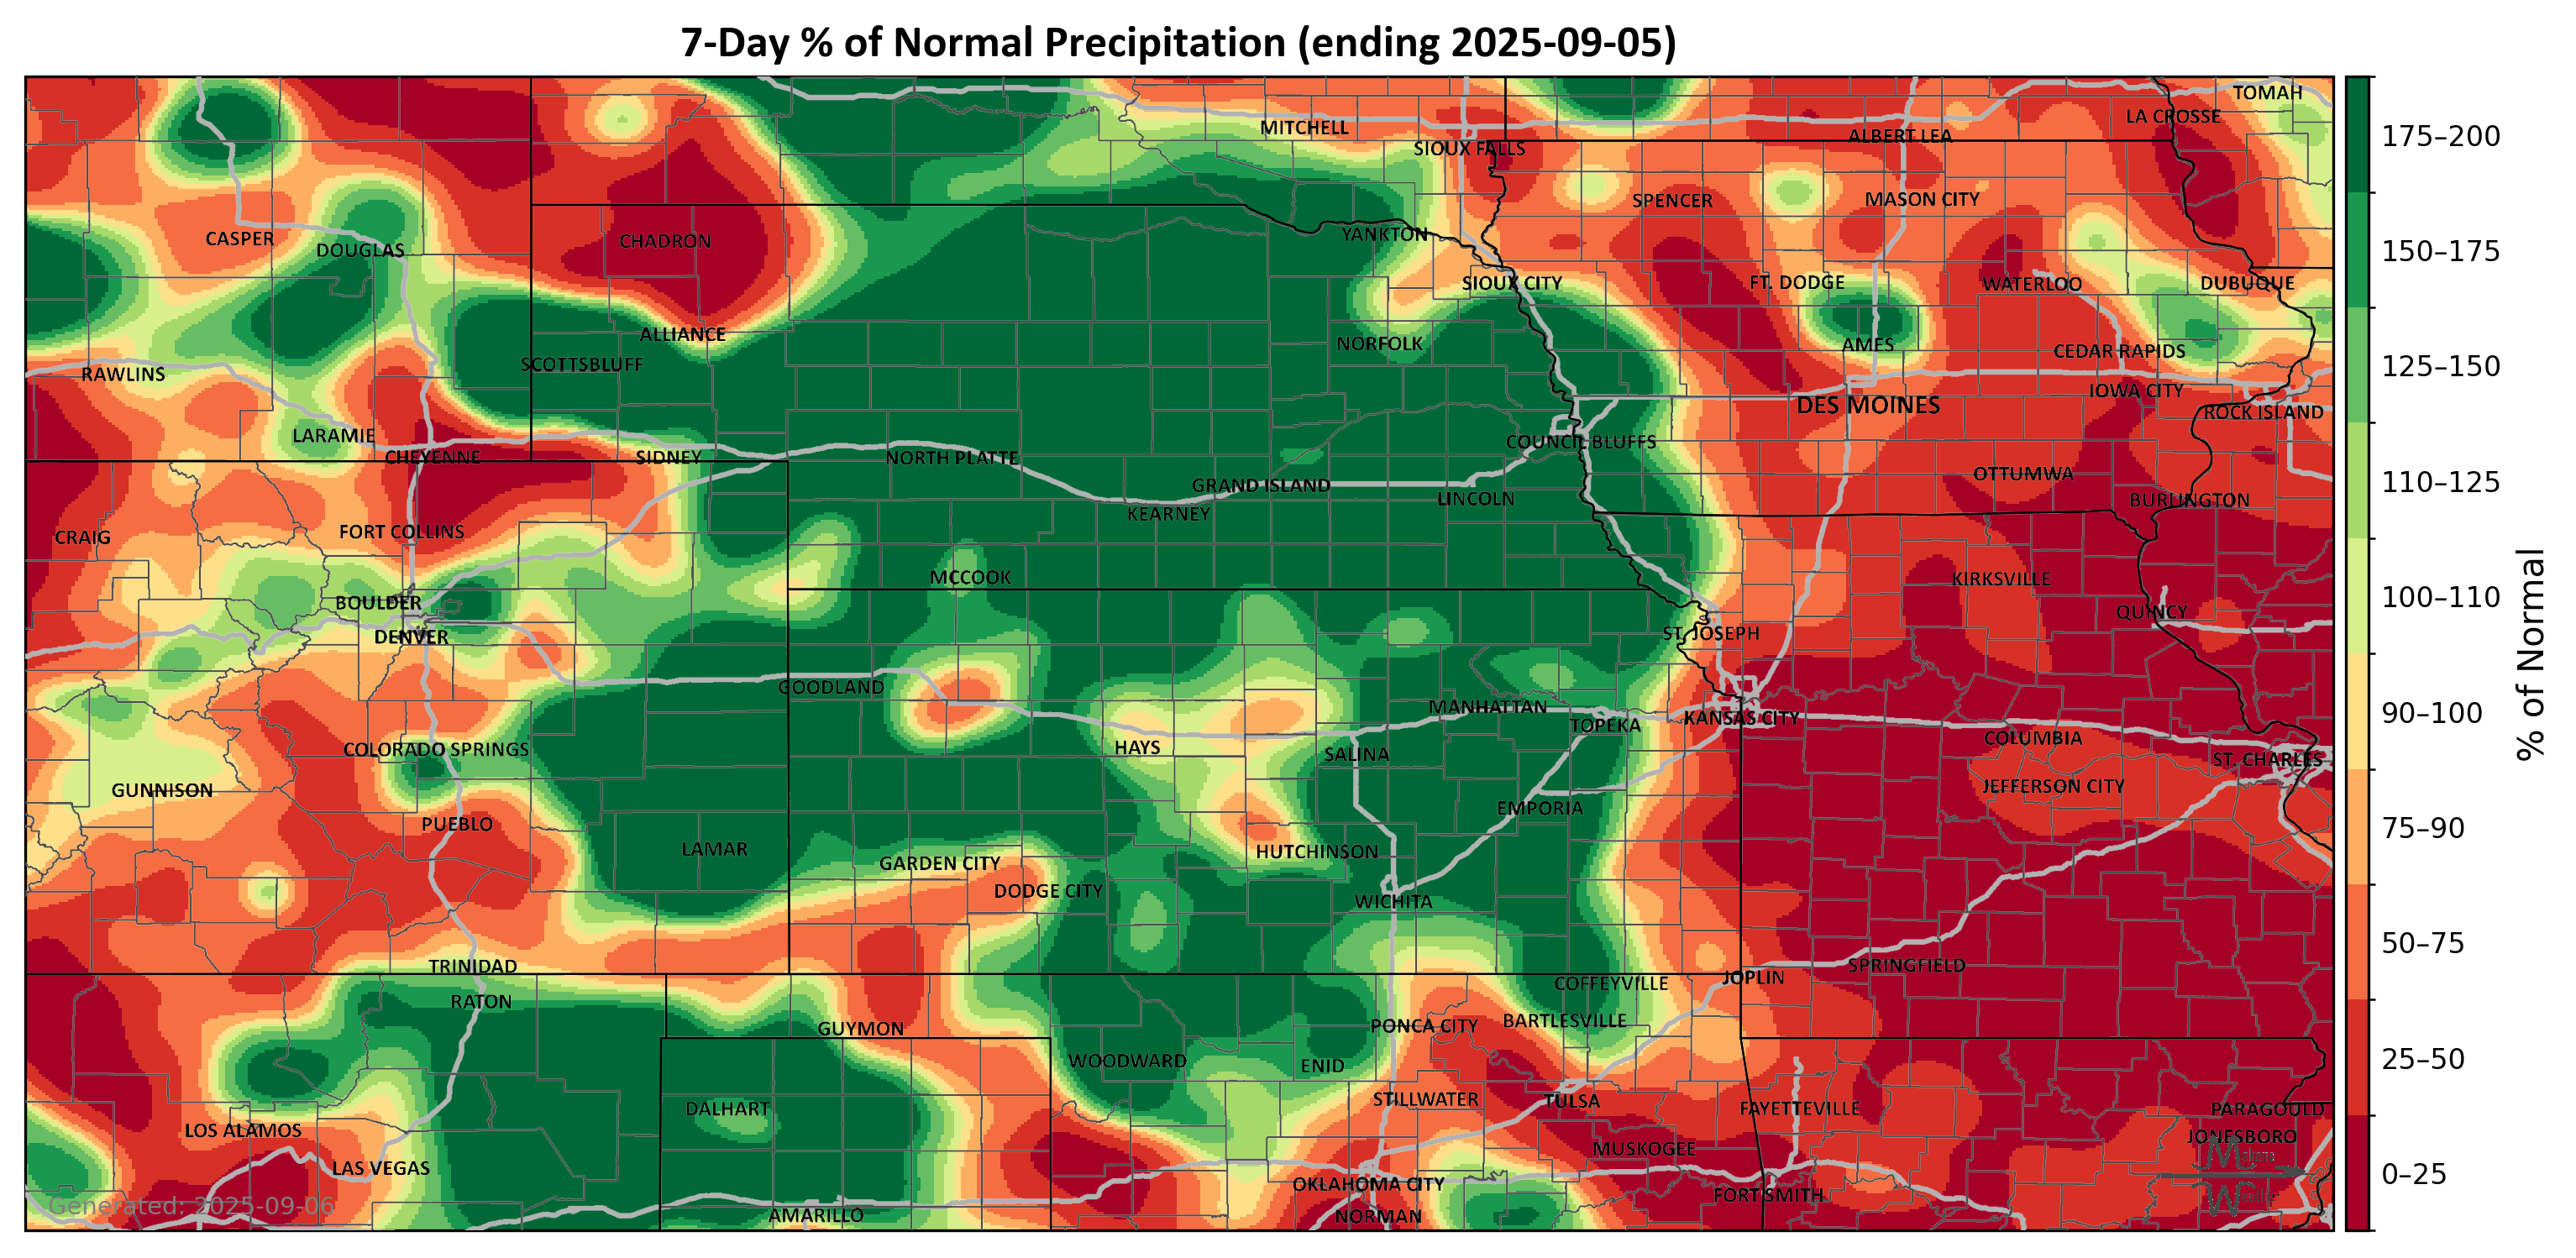 7-Day % of Normal Precipitation (ending 2025-09-05)
TOMAH
LA CROSSE
MITCHELL
ALBERT LEA
SIOUX FALLS
SPENCER
MASON CITY
CASPER
DOUGLAS
CHADRON
YANKTON
SIOUX CITY
FT. DODGE
WATERLOO
DUBUQUE
ALLIANCE
NORFOLK
AMES
CEDAR RAPIDS
SCOTTSBLUFF
RAWLINS
IOWA CITY
DES MOINES
ROCK ISLAND
LARAMIE
COUNCIL BLUFFS
CHEYENNE
SIDNEY
NORTH PLATTE
OTTUMWA
GRAND ISLAND
LINCOLN
BURLINGTON
KEARNEY
CRAIG
FORT COLLINS
MCCOOK
KIRKSVILLE
BOULDER
QUINCY
DENVER
ST. JOSEPH
GOODLAND
MANHATTAN
TOPEKA
KANSAS CITY
COLUMBIA
COLORADO SPRINGS
HAYS
SALINA
ST. CHARLES
GUNNISON
JEFFERSON CITY
EMPORIA
PUEBLO
LAMAR
HUTCHINSON
GARDEN CITY
DODGE CITY
WICHITA
TRINIDAD
SPRINGFIELD
JOPLIN
COFFEYVILLE
RATON
GUYMON
PONCA CITY
BARTLESVILLE
WOODWARD
ENID
DALHART
STILLWATER
TULSA
FAYETTEVILLE
PARAGOULD
LOS ALAMOS
JONESBORO
MUSKOGEE
LAS VEGAS
OKLAHOMA CITY
FORT SMITH
AMARILLO
NORMAN
Generated: 2025-09-06
175–200
150–175
125–150
110–125
100–110
90–100
75–90
50–75
25–50
0–25
% of Normal